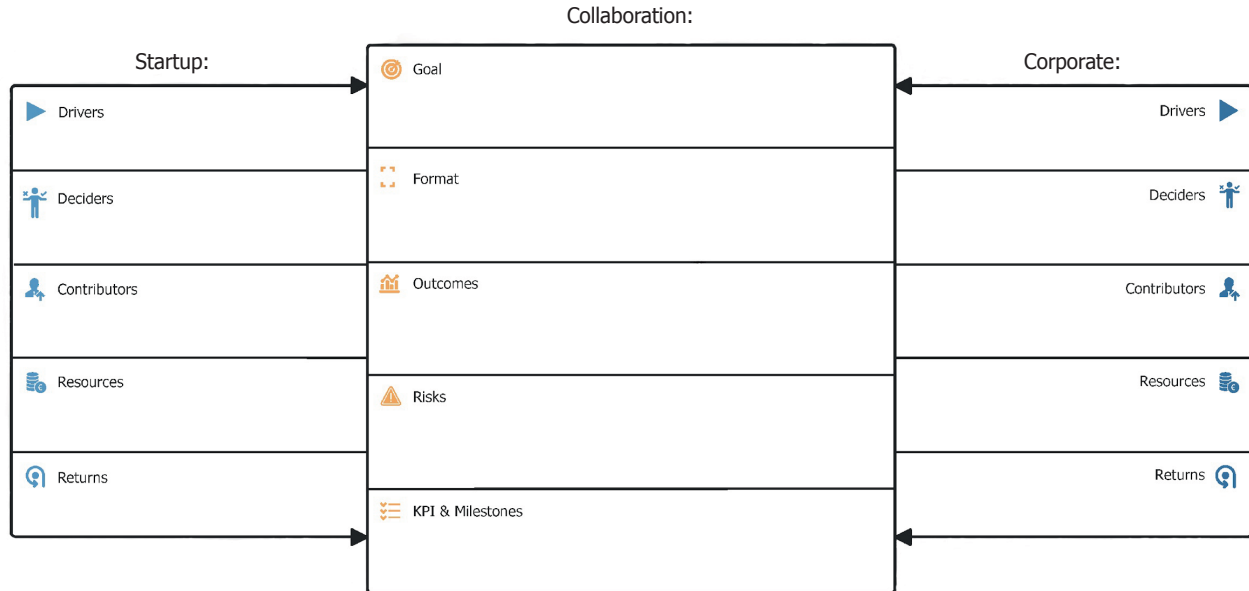 Collaboration:
Startup:
Corporate:
Goal
Format
Outcomes
Risks
KPI & Milestones
Drivers
Deciders
Contributors
Resources
Returns
Drivers
Deciders
Contributors
Resources
Returns